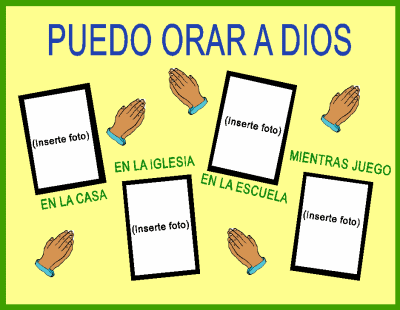 PUEDO ORAR A DIOS
(inserte foto)
EN LA CASA
EN LA IGLESIA
(inserte foto)
(inserte foto)
EN LA ESCUELA
MIENTRAS JUEGO
(inserte foto)